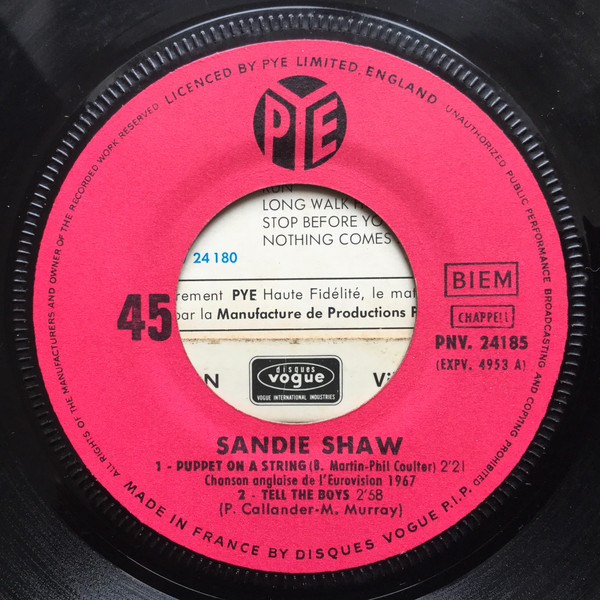 LICENCED BY PYE LIMITED. ENGLAND
UNAUTHORIZED PUBLIC PERFORMANCE BROADCASTING AND COPYING PROHIBITED
ALL RIGHTS OF THE MANUFACTURERS AND OWNER OF THE RECORDED WORK RESERVED
PYE
RUN
LONG WALK
STOP BEFORE YO
NOTHING COMES
24 180
BIEM
CHAPPELL
PNV. 24185
(EXPV. 4953 A)
45
rement PYE Haute Fidélité, le mat
par la Manufacture de Productions P
N
disques
vogue
VOGUE INTERNATIONAL INDUSTRIES
Vi
SANDIE SHAW
1 - PUPPET ON A STRING (B. Martin-Phil Coulter) 2'21
Chanson anglaise de l'Eurovision 1967
2 - TELL THE BOYS 2'58
(P. Callander-M. Murray)
MADE IN FRANCE BY DISQUES VOGUE P.I.P.